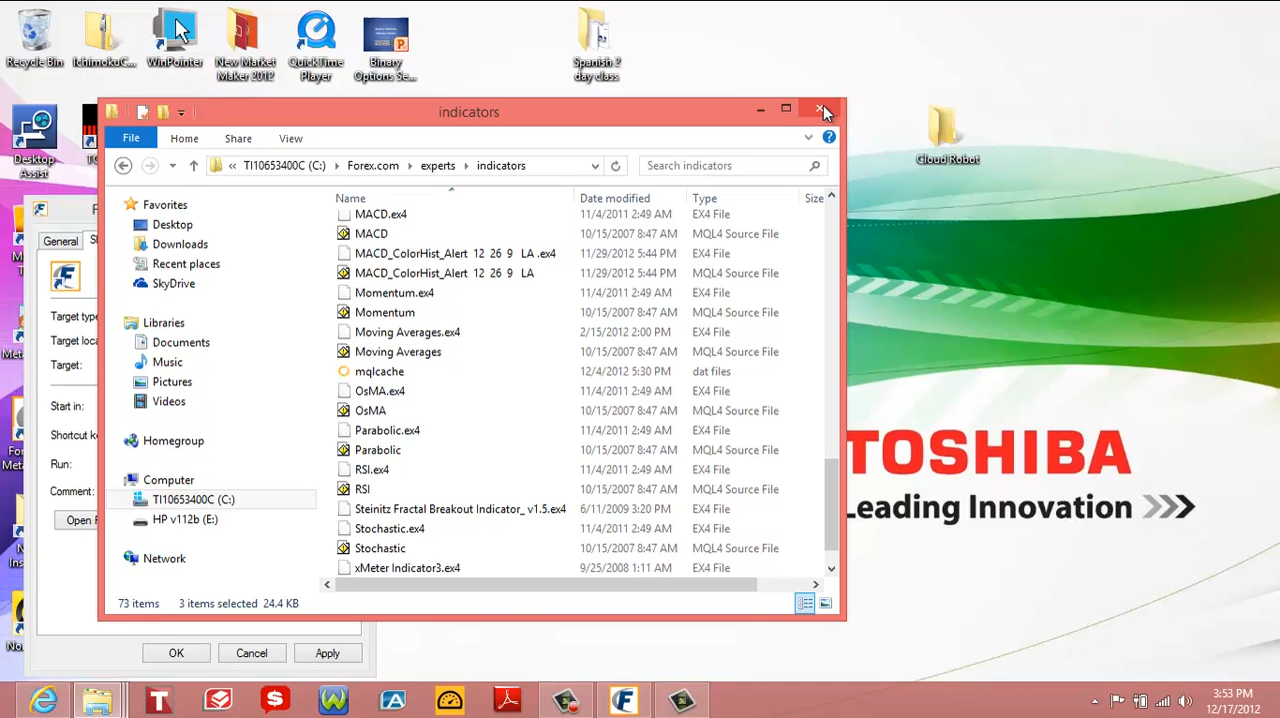 Recycle Bin
IchimokuC...
WinPointer
New Market
Maker 2012
QuickTime
Player
Binary
Options Se...
Spanish 2
day class
Desktop
Assist
Cloud Robot
indicators
File
Home
Share
View
« TI10653400C (C:) Forex.com experts indicators
Search indicators
Name
Date modified
Type
Size
Favorites
Desktop
Downloads
Recent places
SkyDrive
Libraries
Documents
Music
Pictures
Videos
Homegroup
Computer
TI10653400C (C:)
HP v112b (E:)
Network
MACD.ex4 11/4/2011 2:49 AM EX4 File
MACD 10/15/2007 8:47 AM MQL4 Source File
MACD_ColorHist_Alert 12 26 9 LA .ex4 11/29/2012 5:44 PM EX4 File
MACD_ColorHist_Alert 12 26 9 LA 11/29/2012 5:44 PM MQL4 Source File
Momentum.ex4 11/4/2011 2:49 AM EX4 File
Momentum 10/15/2007 8:47 AM MQL4 Source File
Moving Averages.ex4 2/15/2012 2:00 PM EX4 File
Moving Averages 10/15/2007 8:47 AM MQL4 Source File
mqlcache 12/4/2012 5:30 PM dat files
OsMA.ex4 11/4/2011 2:49 AM EX4 File
OsMA 10/15/2007 8:47 AM MQL4 Source File
Parabolic.ex4 11/4/2011 2:49 AM EX4 File
Parabolic 10/15/2007 8:47 AM MQL4 Source File
RSI.ex4 11/4/2011 2:49 AM EX4 File
RSI 10/15/2007 8:47 AM MQL4 Source File
Steinitz Fractal Breakout Indicator_ v1.5.ex4 6/11/2009 3:20 PM EX4 File
Stochastic.ex4 11/4/2011 2:49 AM EX4 File
Stochastic 10/15/2007 8:47 AM MQL4 Source File
xMeter Indicator3.ex4 9/25/2008 1:11 AM EX4 File
73 items 3 items selected 24.4 KB
General
Target type
Target loca
Target:
Start in:
Shortcut k
Run:
Comment:
Open F
OK
Cancel
Apply
TOSHIBA
Leading Innovation
3:53 PM
12/17/2012